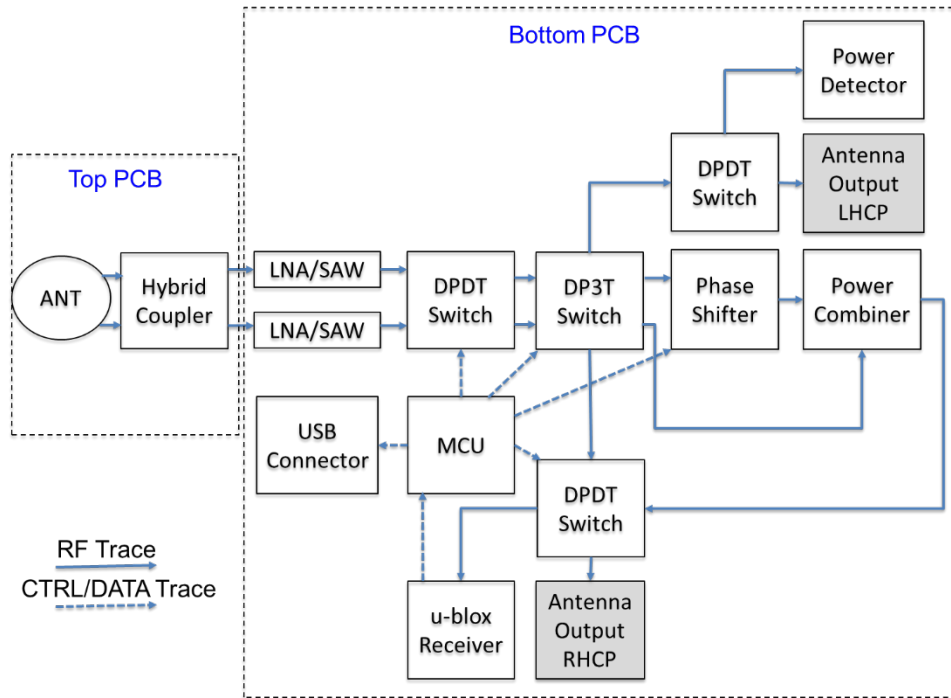 Bottom PCB
Power
Detector
Top PCB
DPDT
Switch
Antenna
Output
LHCP
ANT
Hybrid
Coupler
LNA/SAW
LNA/SAW
DPDT
Switch
DP3T
Switch
Phase
Shifter
Power
Combiner
USB
Connector
MCU
DPDT
Switch
RF Trace
CTRL/DATA Trace
u-blox
Receiver
Antenna
Output
RHCP